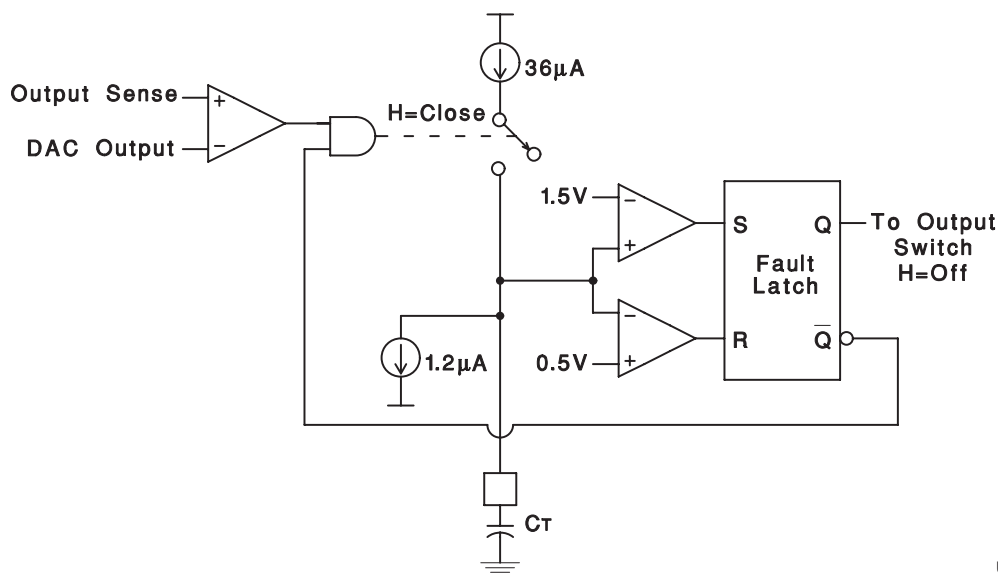 36μA
Output Sense
+
H=Close
DAC Output
−
1.5V
−
S
Q
To Output
Switch
H=Off
+
Fault
Latch
−
1.2μA
0.5V
+
R
Q̅
CT